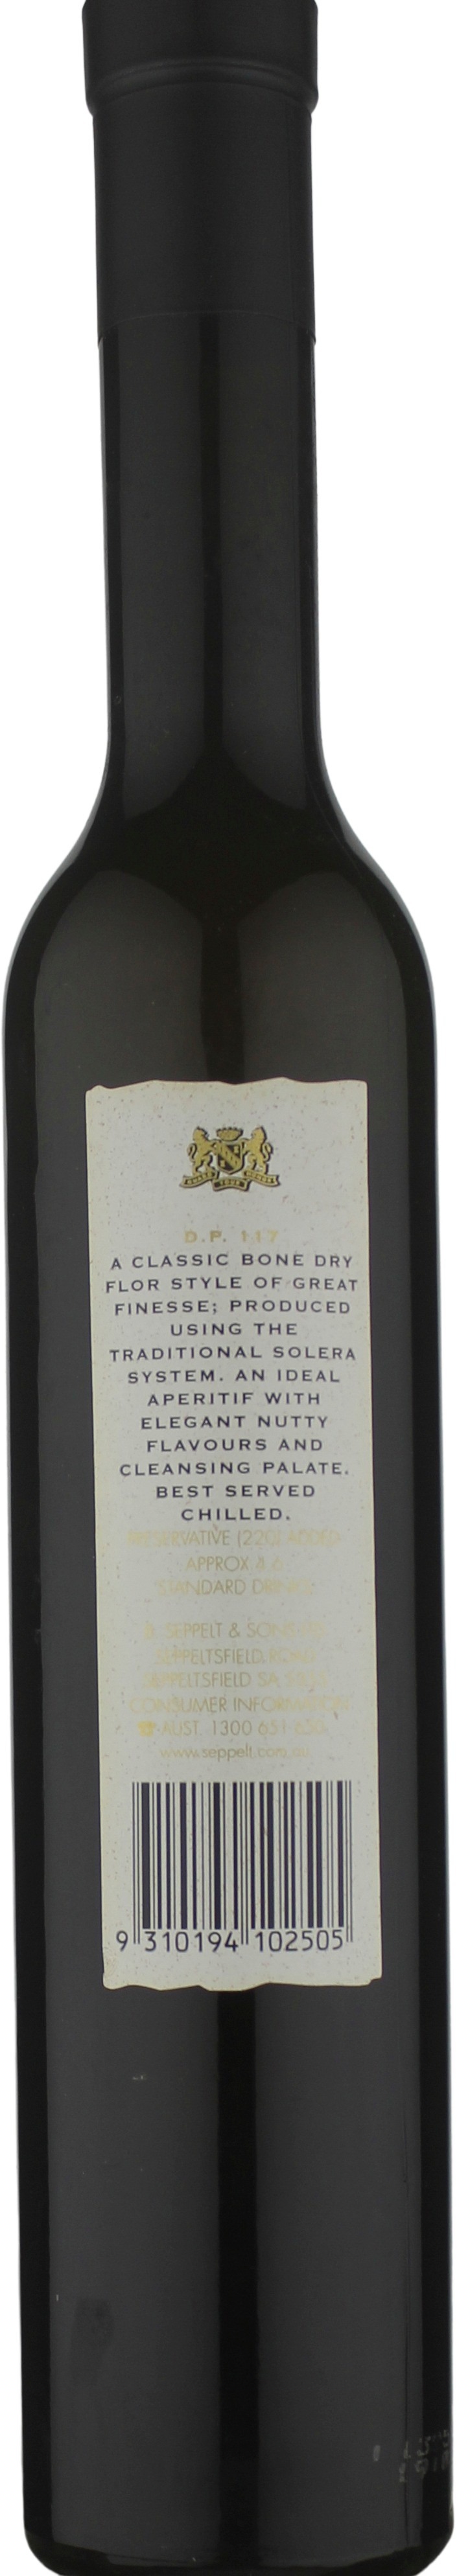 D.P. 117
A CLASSIC BONE DRY
FLOR STYLE OF GREAT
FINESSE; PRODUCED
USING THE
TRADITIONAL SOLERA
SYSTEM. AN IDEAL
APERITIF WITH
ELEGANT NUTTY
FLAVOURS AND
CLEANSING PALATE.
BEST SERVED
CHILLED.
PRESERVATIVE (220) ADDED
APPROX
STANDARD DRINKS
SEPPELT & SONS
SEPPELTSFIELD ROAD
SEPPELTSFIELD SA
CONSUMER INFORMATION
AUST. 1300 651 650
www.seppelt.com.au
9 310194 102505